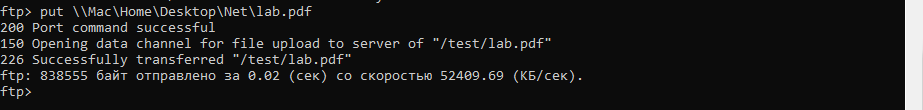 ftp> put \\Mac\Home\Desktop\Net\lab.pdf
200 Port command successful
150 Opening data channel for file upload to server of "/test/lab.pdf"
226 Successfully transferred "/test/lab.pdf"
ftp: 838555 байт отправлено за 0.02 (сек) со скоростью 52409.69 (КБ/сек).
ftp>